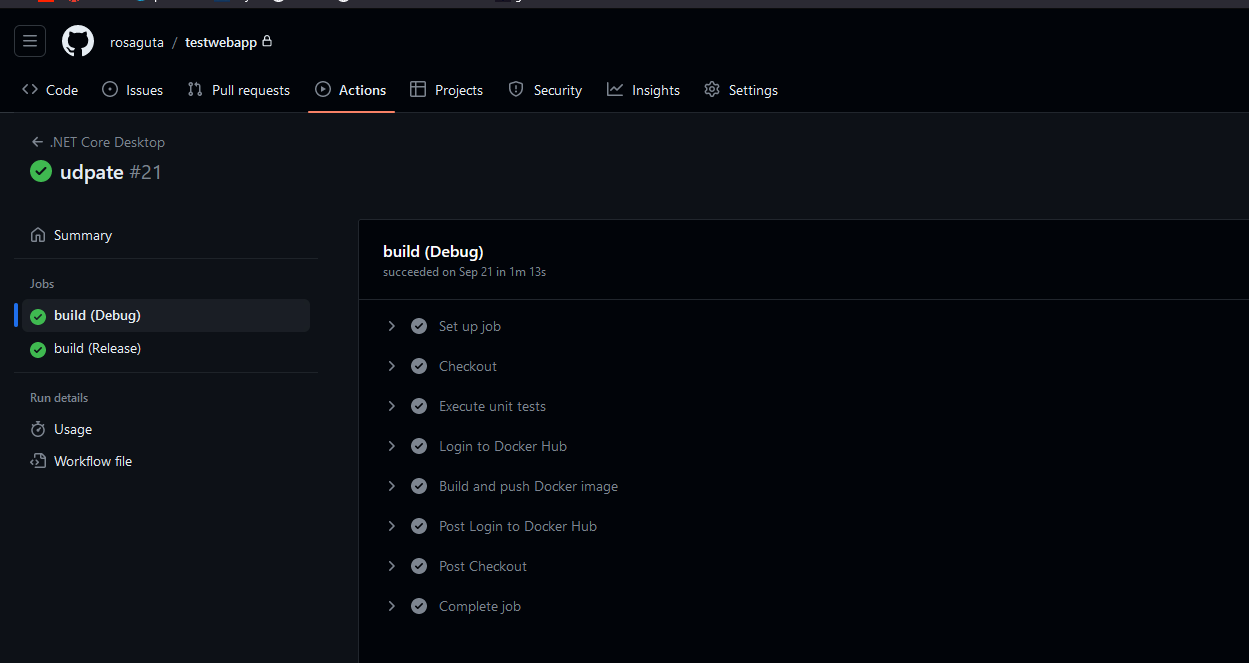 rosaguta / testwebapp
Code Issues Pull requests Actions Projects Security Insights Settings
.NET Core Desktop
udpate #21
Summary
Jobs
build (Debug)
build (Release)
Run details
Usage
Workflow file
build (Debug)
succeeded on Sep 21 in 1m 13s
Set up job
Checkout
Execute unit tests
Login to Docker Hub
Build and push Docker image
Post Login to Docker Hub
Post Checkout
Complete job